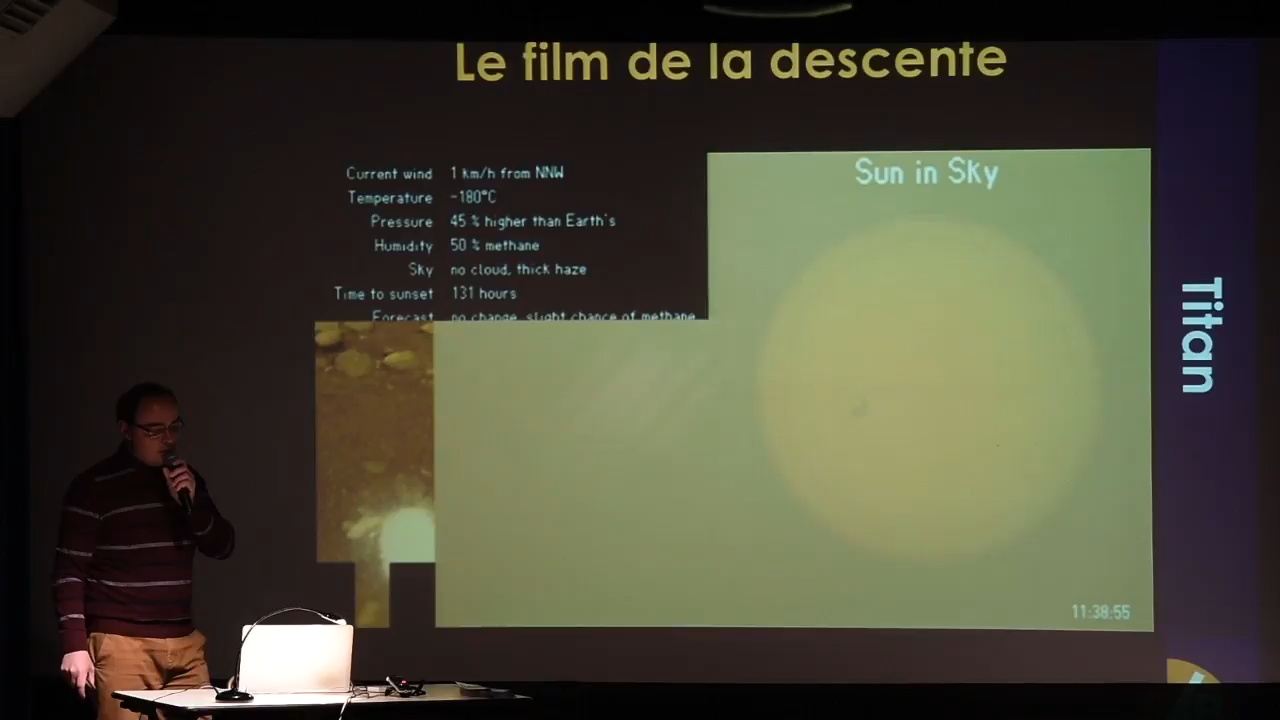 Le film de la descente
Current wind 1 km/h from NNW
Temperature -180°C
Pressure 45 % higher than Earth's
Humidity 50 % methane
Sky no cloud, thick haze
Time to sunset 131 hours
Forecast no change, slight chance of methane
Sun in Sky
11:38:55
Titan